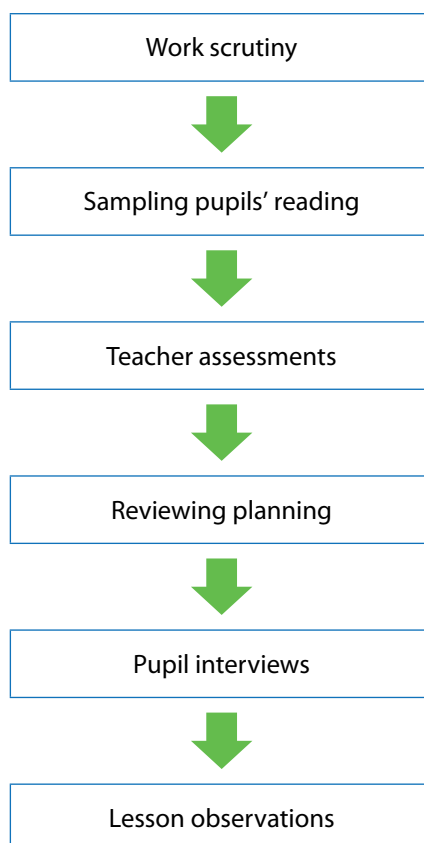 Work scrutiny
Sampling pupils’ reading
Teacher assessments
Reviewing planning
Pupil interviews
Lesson observations